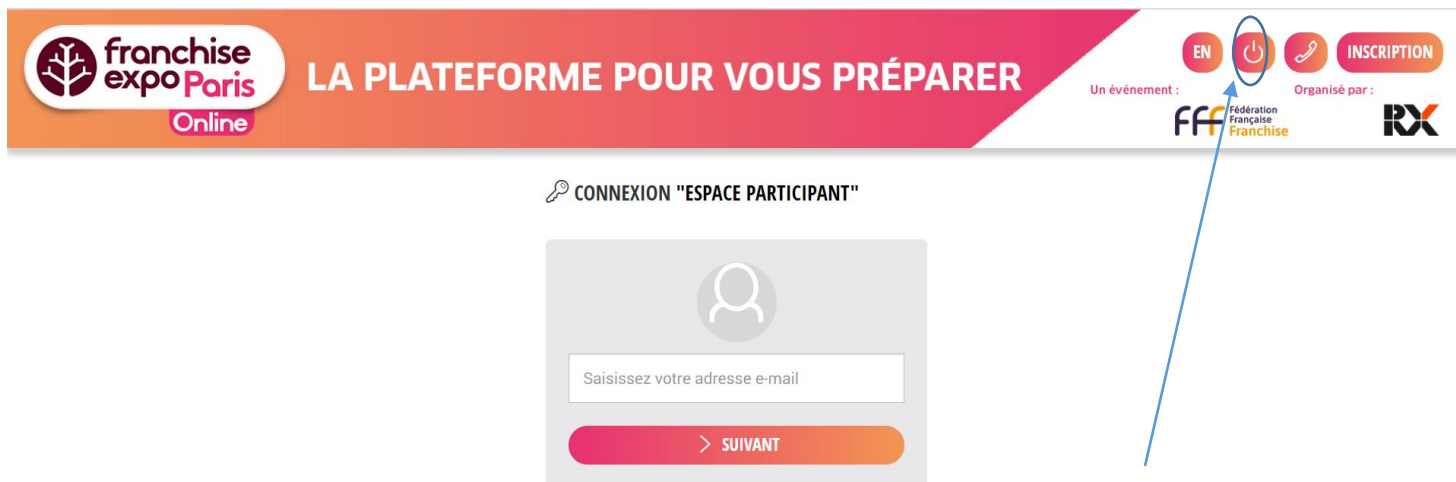 franchise
expo Paris
Online
LA PLATEFORME POUR VOUS PRÉPARER
EN
INSCRIPTION
Un événement :
Organisé par :
FFF Fédération
Française
Franchise
RX
CONNEXION "ESPACE PARTICIPANT"
Saisissez votre adresse e-mail
> SUIVANT